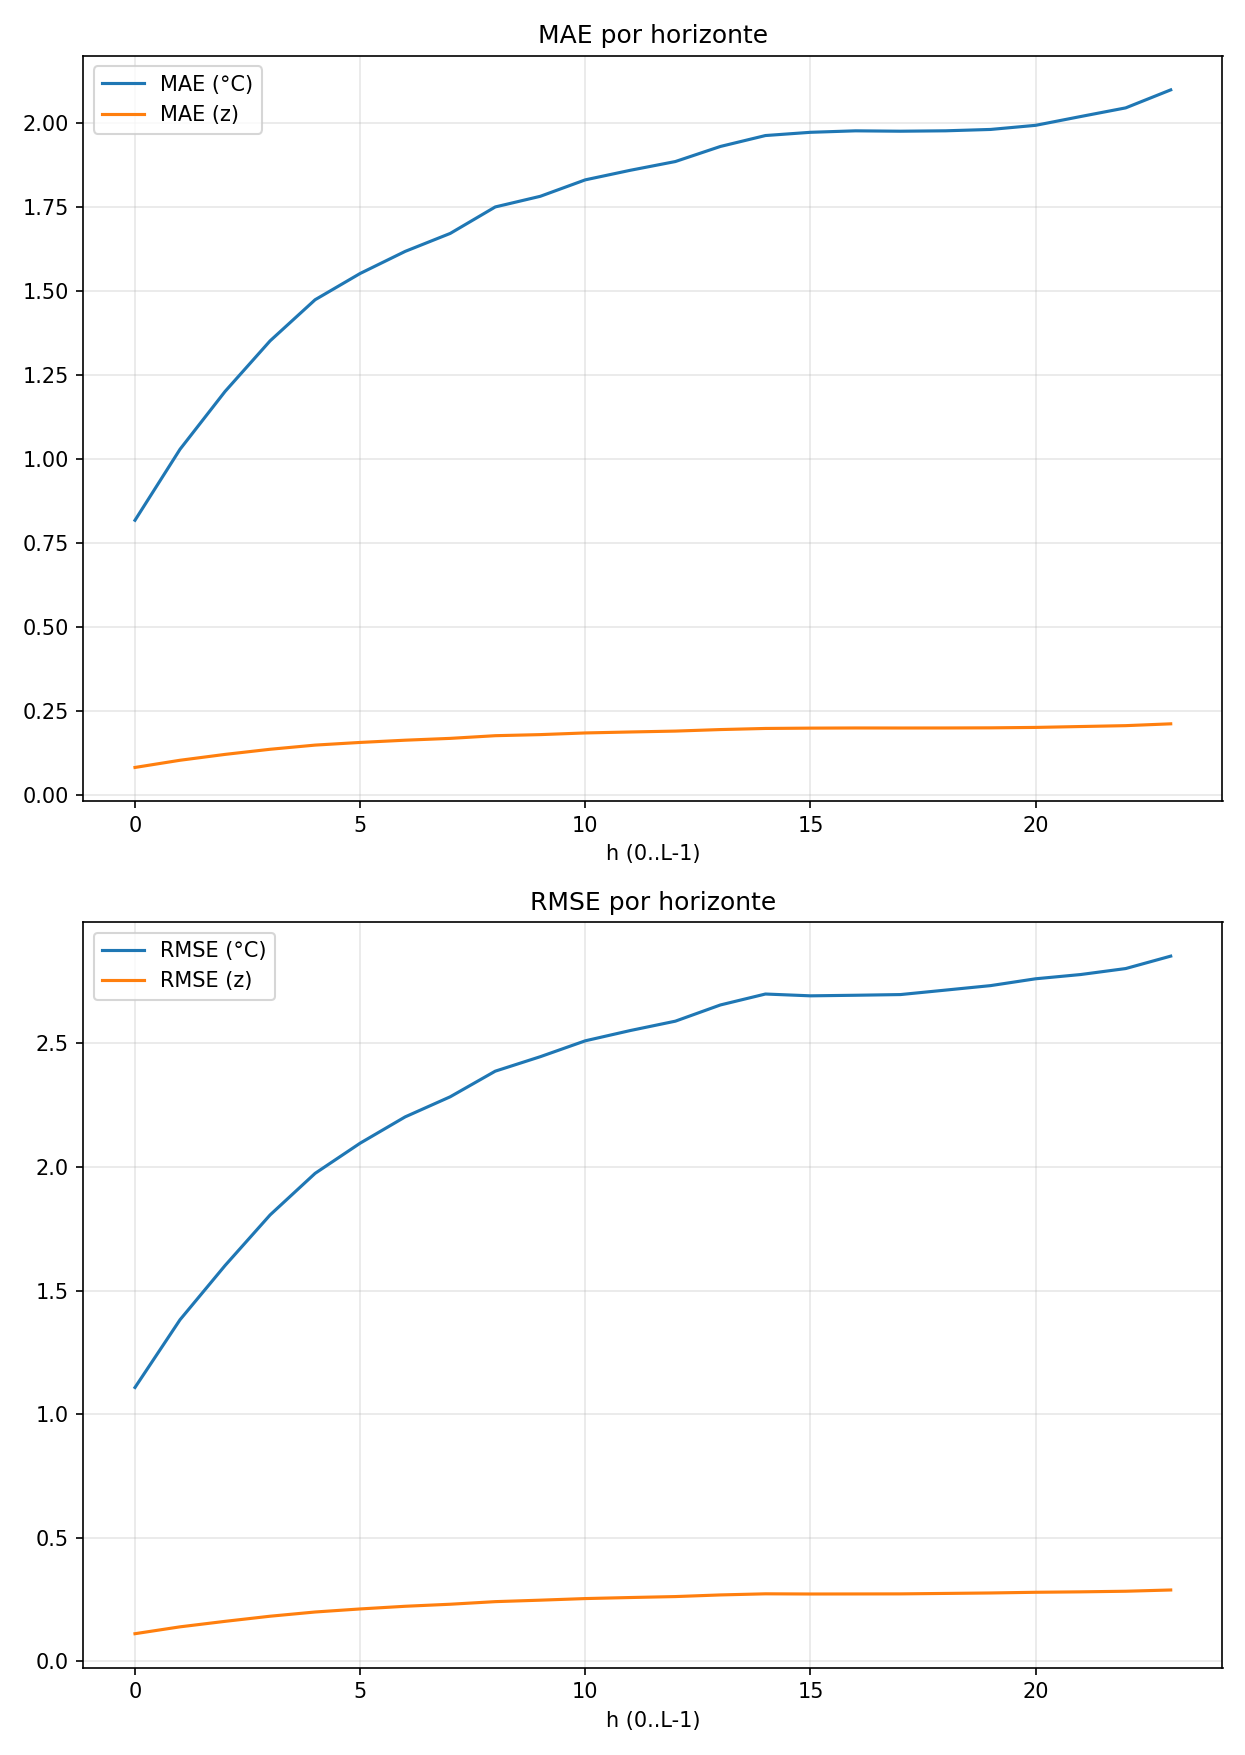 MAE por horizonte
MAE (°C)
MAE (z)
2.00
1.75
1.50
1.25
1.00
0.75
0.50
0.25
0.00
0 5 10 15 20
h (0..L-1)
RMSE por horizonte
RMSE (°C)
RMSE (z)
2.5
2.0
1.5
1.0
0.5
0.0
0 5 10 15 20
h (0..L-1)